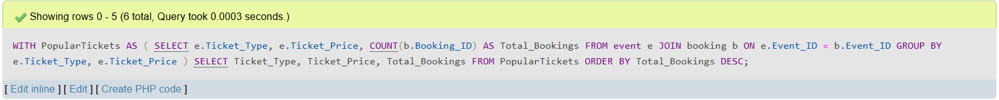 Showing rows 0 - 5 (6 total, Query took 0.0003 seconds.)
WITH PopularTickets AS ( SELECT e.Ticket_Type, e.Ticket_Price, COUNT(b.Booking_ID) AS Total_Bookings FROM event e JOIN booking b ON e.Event_ID = b.Event_ID GROUP BY
e.Ticket_Type, e.Ticket_Price ) SELECT Ticket_Type, Ticket_Price, Total_Bookings FROM PopularTickets ORDER BY Total_Bookings DESC;
[ Edit inline ] [ Edit ] [ Create PHP code ]